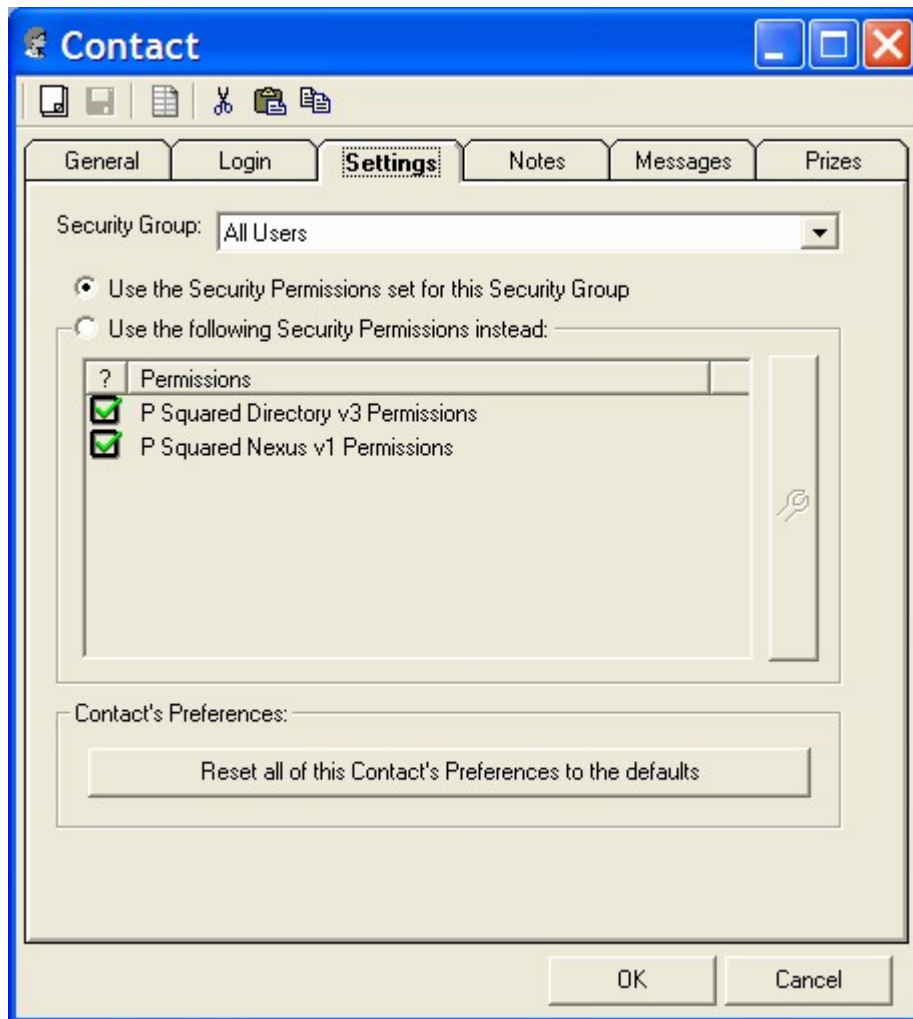 Contact
General Login Settings Notes Messages Prizes
Security Group: All Users
Use the Security Permissions set for this Security Group
Use the following Security Permissions instead:
? Permissions
P Squared Directory v3 Permissions
P Squared Nexus v1 Permissions
Contact's Preferences:
Reset all of this Contact's Preferences to the defaults
OK Cancel